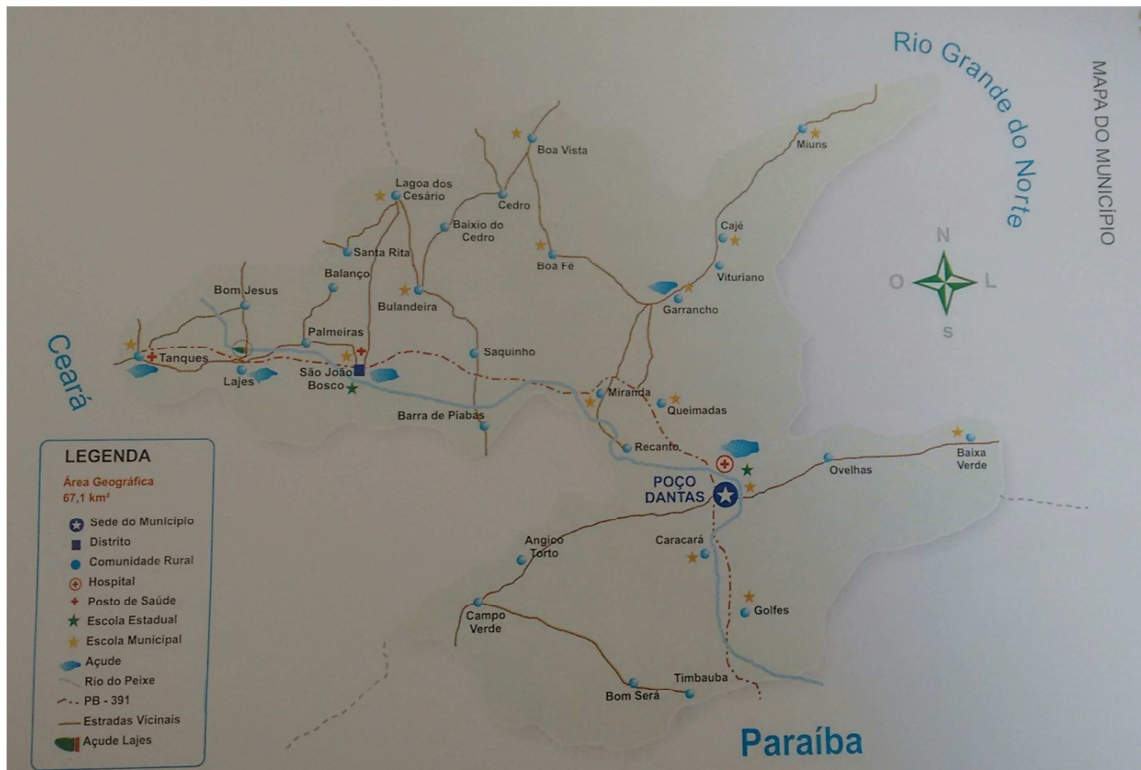 Rio Grande do Norte
MAPA DO MUNICÍPIO
Miuns
Boa Vista
Lagoa dos
Cesário
Cedro
Baixio do
Cedro
Cajé
N
Santa Rita
Boa Fé
Vituriano
Balanço
O
L
Bom Jesus
Bulandeira
Garrancho
S
Palmeiras
Ceará
Tanques
Saquinho
São João
Bosco
Lajes
Miranda
Queimadas
Barra de Piabas
Recanto
Ovelhas
Baixa
Verde
POÇO
DANTAS
Angico
Torto
Caracará
Campo
Verde
Golfes
Timbauba
Bom Será
Paraíba
LEGENDA
Área Geográfica
67,1 km²
Sede do Município
Distrito
Comunidade Rural
Hospital
Posto de Saúde
Escola Estadual
Escola Municipal
Açude
Rio do Peixe
PB - 391
Estradas Vicinais
Açude Lajes